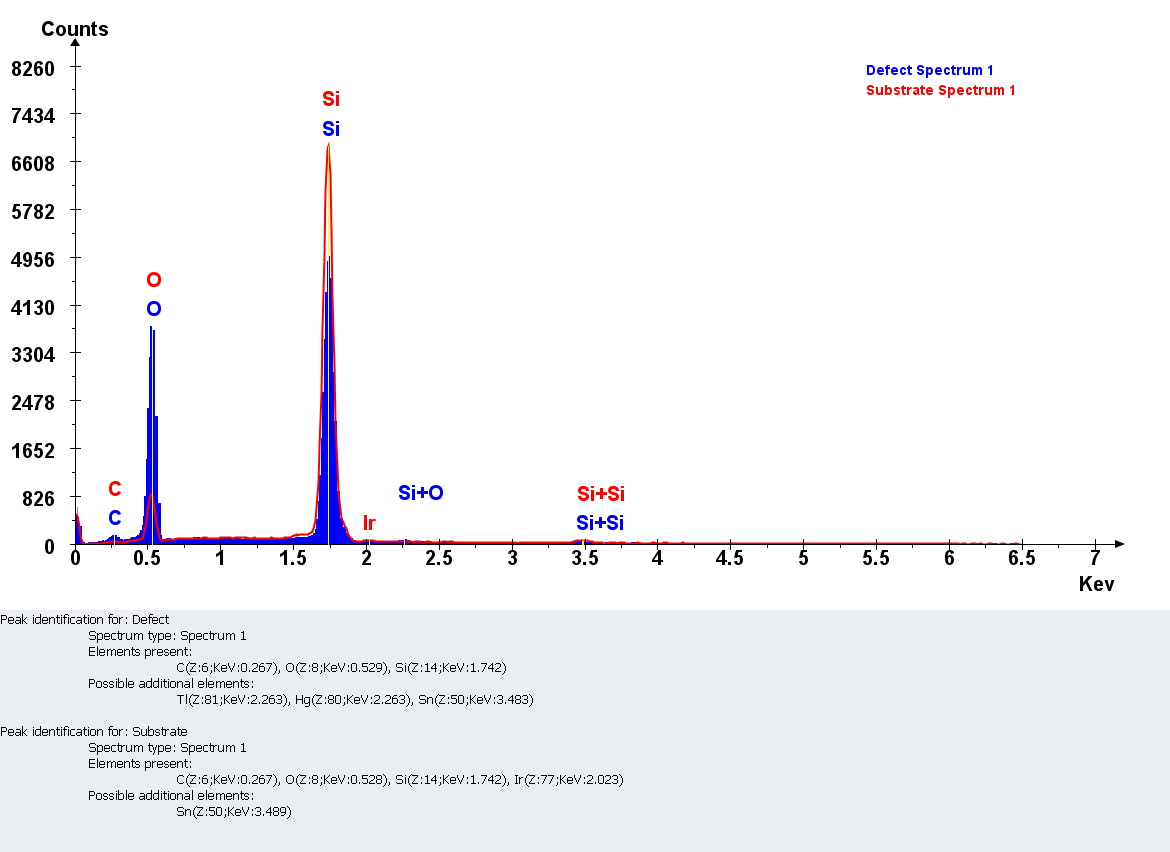 Counts
8260
7434
6608
5782
4956
4130
3304
2478
1652
826
0
Defect Spectrum 1
Substrate Spectrum 1
Si
Si
O
O
C
C
Ir
Si+O
Si+Si
Si+Si
0 0.5 1 1.5 2 2.5 3 3.5 4 4.5 5 5.5 6 6.5 7
Kev
Peak identification for: Defect
Spectrum type: Spectrum 1
Elements present:
C(Z:6;KeV:0.267), O(Z:8;KeV:0.529), Si(Z:14;KeV:1.742)
Possible additional elements:
Tl(Z:81;KeV:2.263), Hg(Z:80;KeV:2.263), Sn(Z:50;KeV:3.483)
Peak identification for: Substrate
Spectrum type: Spectrum 1
Elements present:
C(Z:6;KeV:0.267), O(Z:8;KeV:0.528), Si(Z:14;KeV:1.742), Ir(Z:77;KeV:2.023)
Possible additional elements:
Sn(Z:50;KeV:3.489)